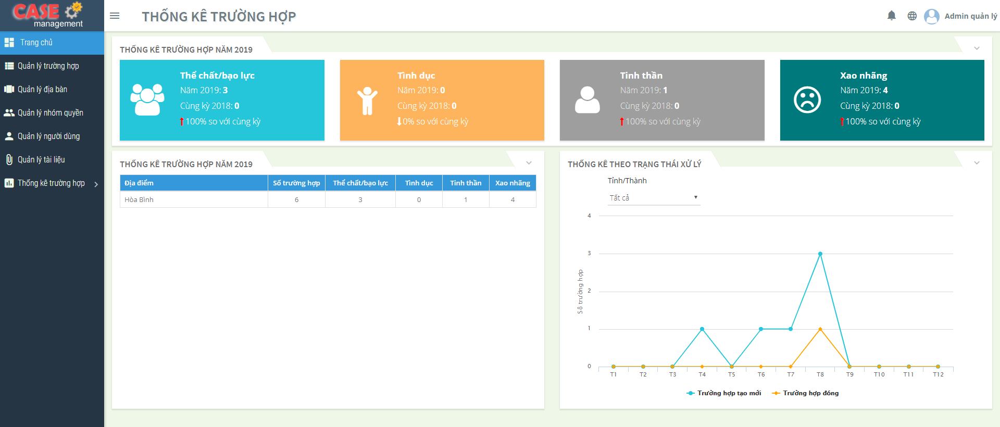 CASE
management
THỐNG KÊ TRƯỜNG HỢP
Admin quản lý
Trang chủ
Quản lý trường hợp
Quản lý địa bàn
Quản lý nhóm quyền
Quản lý người dùng
Quản lý tài liệu
Thống kê trường hợp
THỐNG KÊ TRƯỜNG HỢP NĂM 2019
Thể chất/bạo lực
Năm 2019: 3
Cùng kỳ 2018: 0
100% so với cùng kỳ
Tình dục
Năm 2019: 0
Cùng kỳ 2018: 0
0% so với cùng kỳ
Tinh thần
Năm 2019: 1
Cùng kỳ 2018: 0
100% so với cùng kỳ
Xao nhãng
Năm 2019: 4
Cùng kỳ 2018: 0
100% so với cùng kỳ
THỐNG KÊ TRƯỜNG HỢP NĂM 2019
Địa điểm Số trường hợp Thể chất/bạo lực Tình dục Tinh thần Xao nhãng
Hòa Bình 6 3 0 1 4
THỐNG KÊ THEO TRẠNG THÁI XỬ LÝ
Tỉnh/Thành
Tất cả
4
3
2
1
0
Số trường hợp
T1 T2 T3 T4 T5 T6 T7 T8 T9 T10 T11 T12
Trường hợp tạo mới Trường hợp đóng